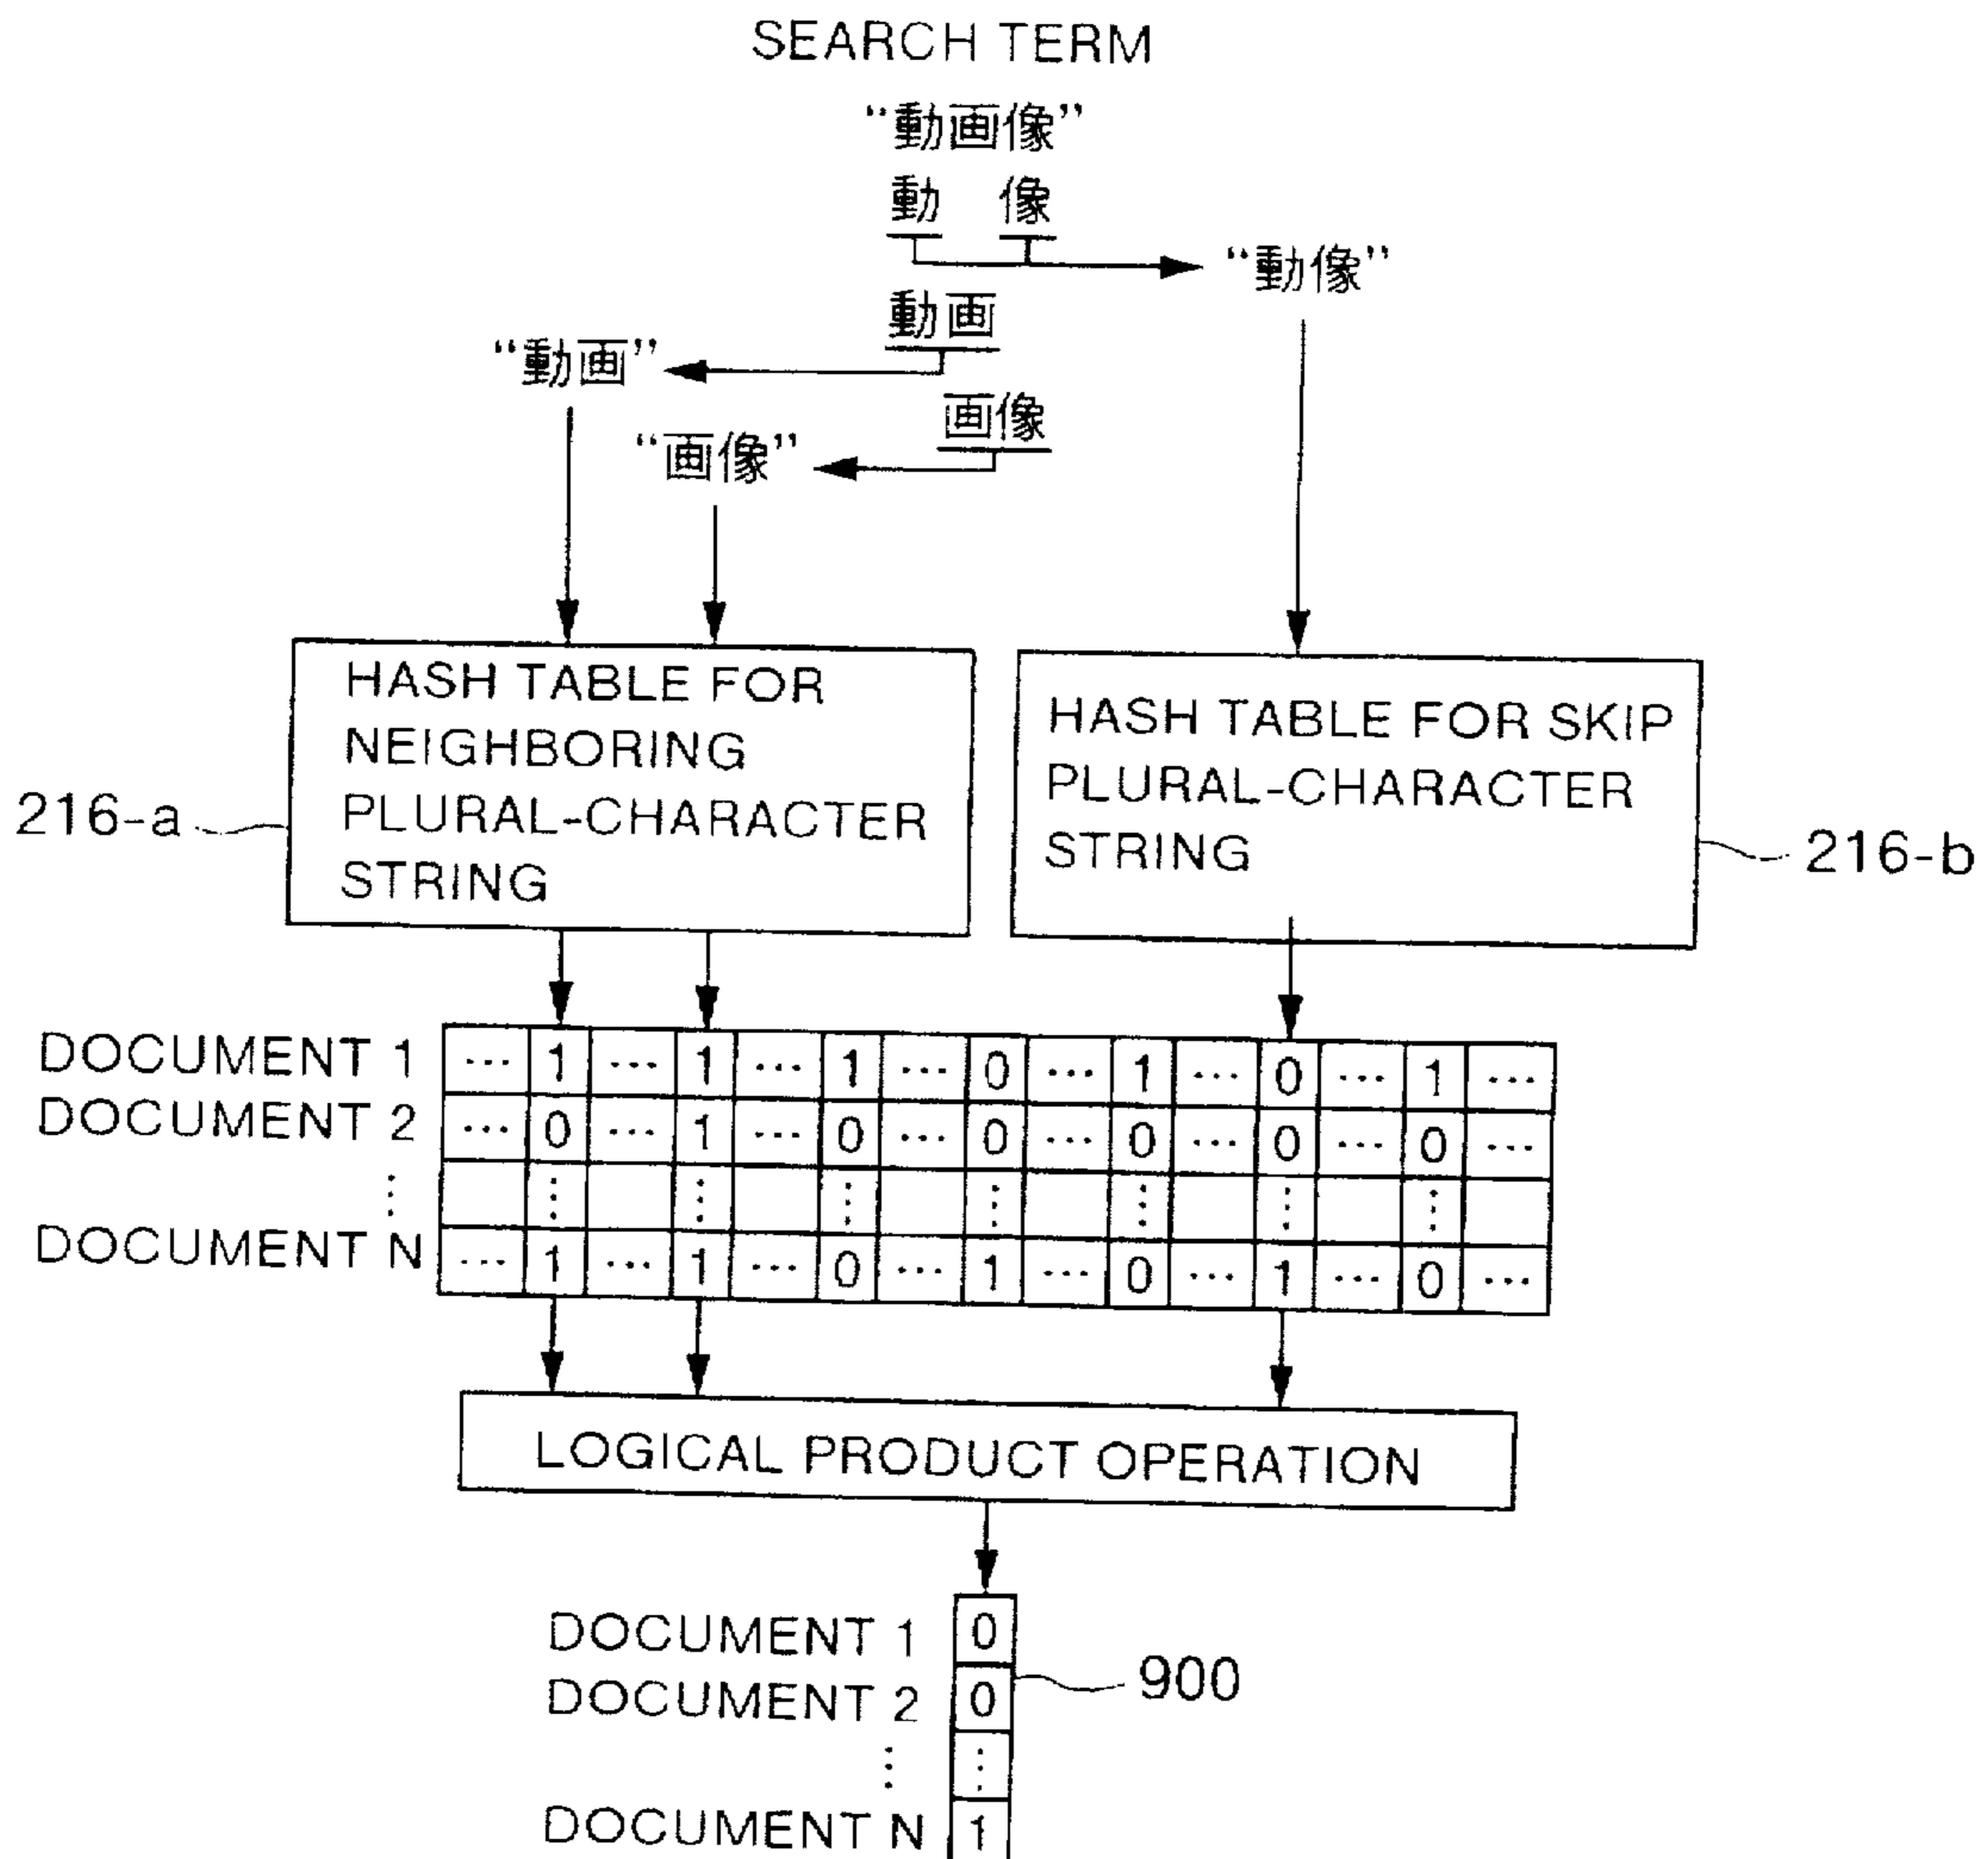 SEARCH TERM
“動画像”
動 像
“動像”
動画
“動画”
画像
“画像”
HASH TABLE FOR
NEIGHBORING
PLURAL-CHARACTER
STRING
216-a
HASH TABLE FOR SKIP
PLURAL-CHARACTER
STRING
216-b
DOCUMENT 1 ... 1 ... 1 ... 1 ... 0 ... 1 ... 0 ... 1 ...
DOCUMENT 2 ... 0 ... 1 ... 0 ... 0 ... 0 ... 0 ... 0 ...
⋮ ⋮ ⋮ ⋮ ⋮ ⋮ ⋮ ⋮
DOCUMENT N ... 1 ... 1 ... 0 ... 1 ... 0 ... 1 ... 0 ...
LOGICAL PRODUCT OPERATION
DOCUMENT 1 0
DOCUMENT 2 0
900
⋮ ⋮
DOCUMENT N 1